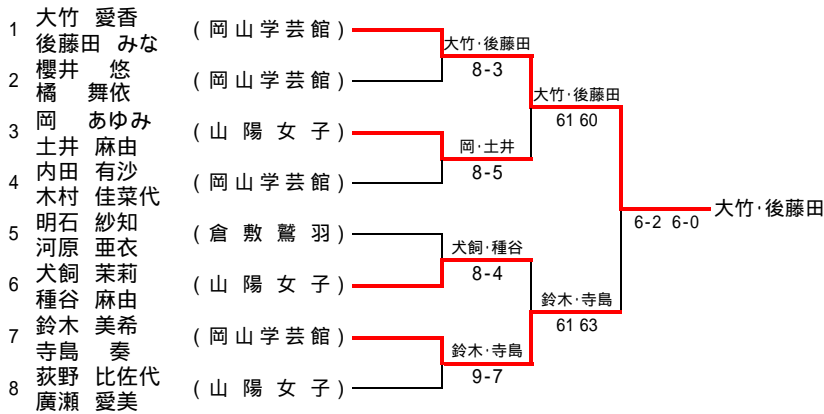 1 大竹 愛香 (岡山学芸館)
後藤田 みな
2 櫻井 悠 (岡山学芸館)
橘 舞依
3 岡 あゆみ (山陽女子)
土井 麻由
4 内田 有沙 (岡山学芸館)
木村 佳菜代
5 明石 紗知 (倉敷鷲羽)
河原 亜衣
6 犬飼 茉莉 (山陽女子)
種谷 麻由
7 鈴木 美希 (岡山学芸館)
寺島 奏
8 荻野 比佐代 (山陽女子)
廣瀬 愛美
大竹·後藤田
8-3
岡·土井
8-5
犬飼·種谷
8-4
鈴木·寺島
9-7
大竹·後藤田
61 60
鈴木·寺島
61 63
6-2 6-0
大竹·後藤田